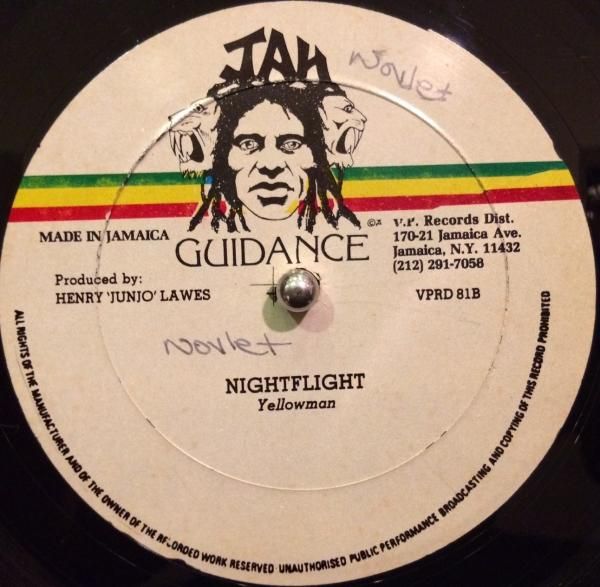 JAH
Novlet
MADE IN JAMAICA
GUIDANCE
V.P. Records Dist.
170-21 Jamaica Ave.
Jamaica, N.Y. 11432
(212) 291-7058
Produced by:
HENRY 'JUNJO' LAWES
VPRD 81B
Novlet
NIGHTFLIGHT
Yellowman
ALL RIGHTS OF THE MANUFACTURER AND OF THE OWNER OF THE RECORDED WORK RESERVED · UNAUTHORISED PUBLIC PERFORMANCE BROADCASTING AND COPYING OF THIS RECORD PROHIBITED